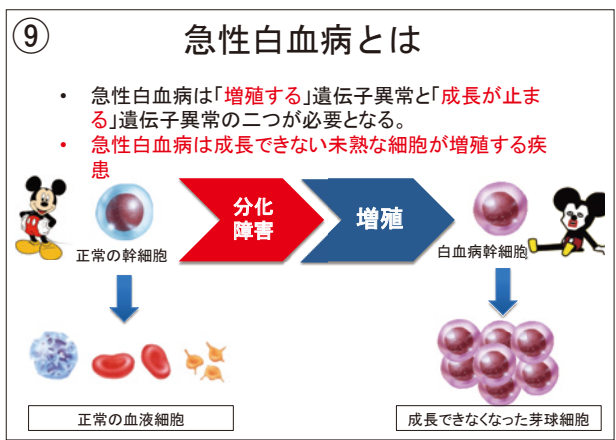 ⑨
急性白血病とは
• 急性白血病は「増殖する」遺伝子異常と「成長が止ま
る」遺伝子異常の二つが必要となる。
• 急性白血病は成長できない未熟な細胞が増殖する疾
患
分化
障害
増殖
正常の幹細胞
白血病幹細胞
正常の血液細胞
成長できなくなった芽球細胞